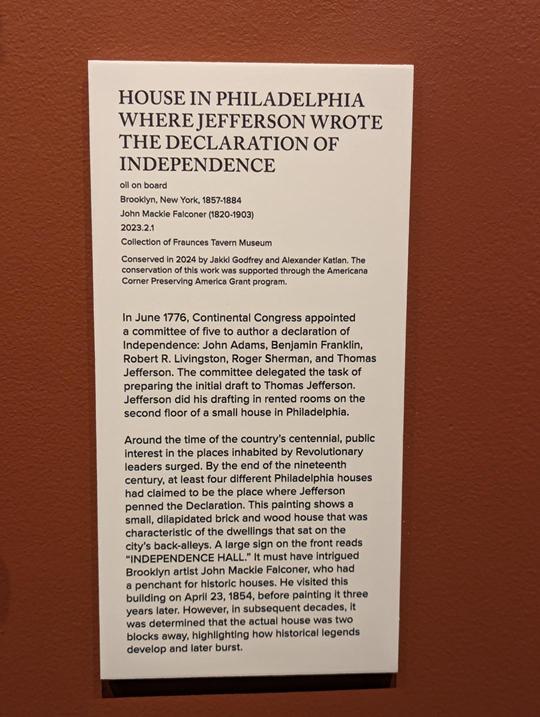 HOUSE IN PHILADELPHIA
WHERE JEFFERSON WROTE
THE DECLARATION OF
INDEPENDENCE
oil on board
Brooklyn, New York, 1857-1884
John Mackie Falconer (1820-1903)
2023.2.1
Collection of Fraunces Tavern Museum
Conserved in 2024 by Jakki Godfrey and Alexander Katlan. The
conservation of this work was supported through the Americana
Corner Preserving America Grant program.
In June 1776, Continental Congress appointed
a committee of five to author a declaration of
Independence: John Adams, Benjamin Franklin,
Robert R. Livingston, Roger Sherman, and Thomas
Jefferson. The committee delegated the task of
preparing the initial draft to Thomas Jefferson.
Jefferson did his drafting in rented rooms on the
second floor of a small house in Philadelphia.
Around the time of the country's centennial, public
interest in the places inhabited by Revolutionary
leaders surged. By the end of the nineteenth
century, at least four different Philadelphia houses
had claimed to be the place where Jefferson
penned the Declaration. This painting shows a
small, dilapidated brick and wood house that was
characteristic of the dwellings that sat on the
city's back-alleys. A large sign on the front reads
"INDEPENDENCE HALL." It must have intrigued
Brooklyn artist John Mackie Falconer, who had
a penchant for historic houses. He visited this
building on April 23, 1854, before painting it three
years later. However, in subsequent decades, it
was determined that the actual house was two
blocks away, highlighting how historical legends
develop and later burst.